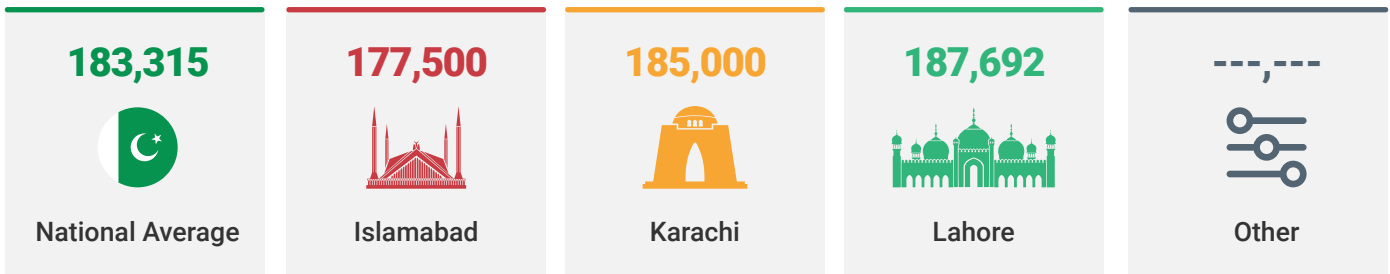 183,315
National Average
177,500
Islamabad
185,000
Karachi
187,692
Lahore
---,---
Other